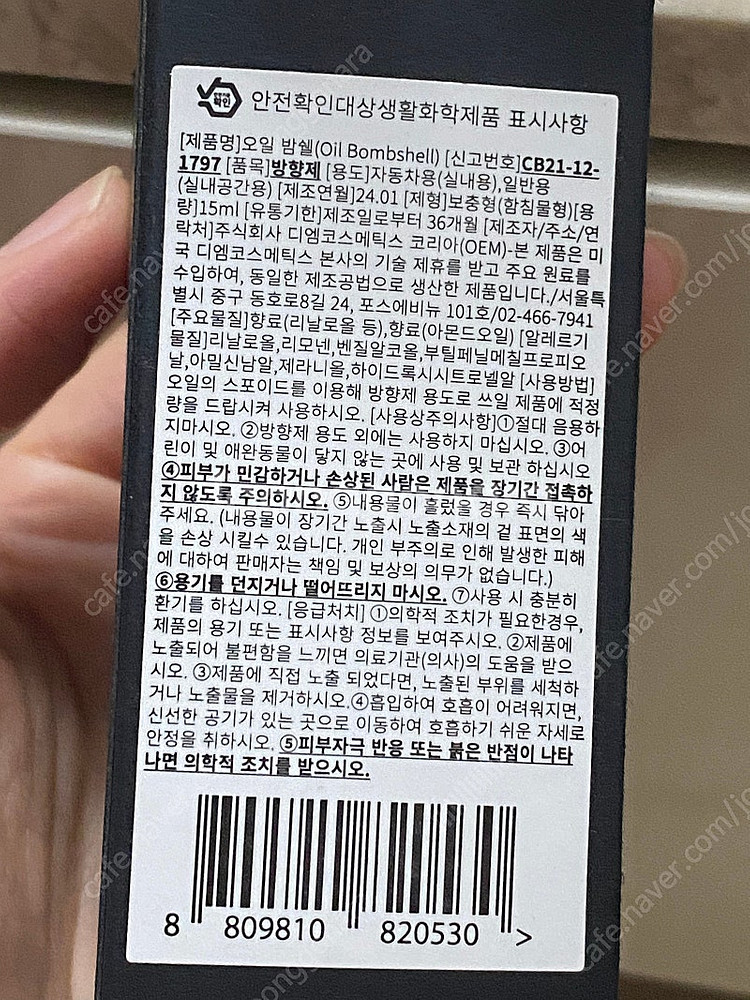 확인
안전확인대상생활화학제품 표시사항
[제품명]오일 밤쉘(Oil Bombshell) [신고번호]CB21-12-
1797 [품목]방향제 [용도]자동차용(실내용),일반용
(실내공간용) [제조연월]24.01 [제형]보충형(함침물형)[용
량]15ml [유통기한]제조일로부터 36개월 [제조자/주소/연
락처]주식회사 디엠코스메틱스 코리아(OEM)-본 제품은 미
국 디엠코스메틱스 본사의 기술 제휴를 받고 주요 원료를
수입하여, 동일한 제조공법으로 생산한 제품입니다./서울특
별시 중구 동호로8길 24, 포스에비뉴 101호/02-466-7941
[주요물질]향료(리날로올 등),향료(아몬드오일) [알레르기
물질]리날로올,리모넨,벤질알코올,부틸페닐메칠프로피오
날,아밀신남알,제라니올,하이드록시시트로넬알 [사용방법]
오일의 스포이드를 이용해 방향제 용도로 쓰일 제품에 적정
량을 드랍시켜 사용하시오. [사용상주의사항]①절대 음용하
지마시오. ②방향제 용도 외에는 사용하지 마십시오. ③어
린이 및 애완동물이 닿지 않는 곳에 사용 및 보관 하십시오
④피부가 민감하거나 손상된 사람은 제품을 장기간 접촉하
지 않도록 주의하시오. ⑤내용물이 흘렀을 경우 즉시 닦아
주세요. (내용물이 장기간 노출시 노출소재의 겉 표면의 색
을 손상 시킬수 있습니다. 개인 부주의로 인해 발생한 피해
에 대하여 판매자는 책임 및 보상의 의무가 없습니다.)
⑥용기를 던지거나 떨어뜨리지 마시오. ⑦사용 시 충분히
환기를 하십시오. [응급처치] ①의학적 조치가 필요한경우,
제품의 용기 또는 표시사항 정보를 보여주시오. ②제품에
노출되어 불편함을 느끼면 의료기관(의사)의 도움을 받으
시오. ③제품에 직접 노출 되었다면, 노출된 부위를 세척하
거나 노출물을 제거하시오.④흡입하여 호흡이 어려워지면,
신선한 공기가 있는 곳으로 이동하여 호흡하기 쉬운 자세로
안정을 취하시오. ⑤피부자극 반응 또는 붉은 반점이 나타
나면 의학적 조치를 받으시오.
8 809810 820530 >